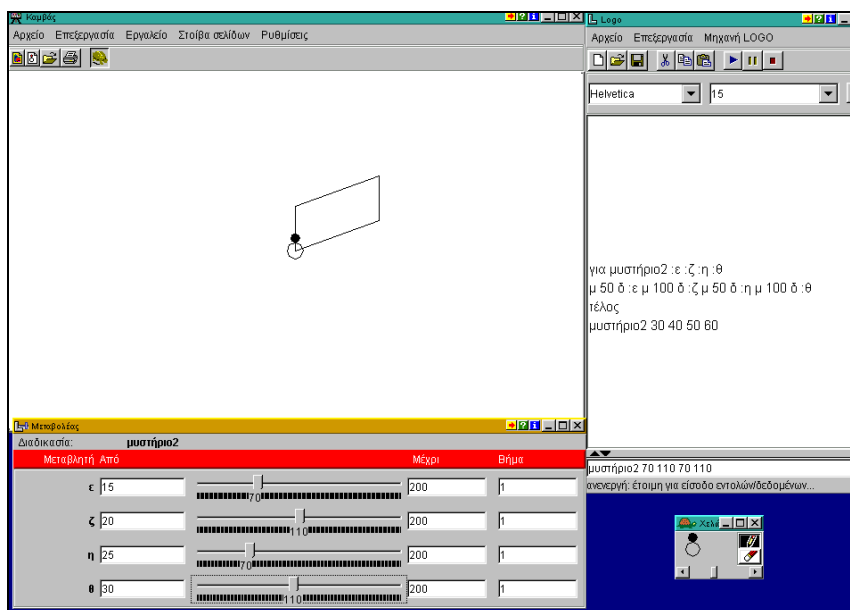 Καμβάς
Αρχείο Επεξεργασία Εργαλείο Στοίβα σελίδων Ρυθμίσεις
Logo
Αρχείο Επεξεργασία Μηχανή LOGO
Helvetica 15
για μυστήριο2 :ε :ζ :η :θ
μ 50 δ :ε μ 100 δ :ζ μ 50 δ :η μ 100 δ :θ
τέλος
μυστήριο2 30 40 50 60
μυστήριο2 70 110 70 110
ανενεργή: έτοιμη για είσοδο εντολών/δεδομένων...
Μεταβολέας
Διαδικασία: μυστήριο2
Μεταβλητή Από Μέχρι Βήμα
ε 15 70 200 1
ζ 20 110 200 1
η 25 70 200 1
θ 30 110 200 1
Χελώ